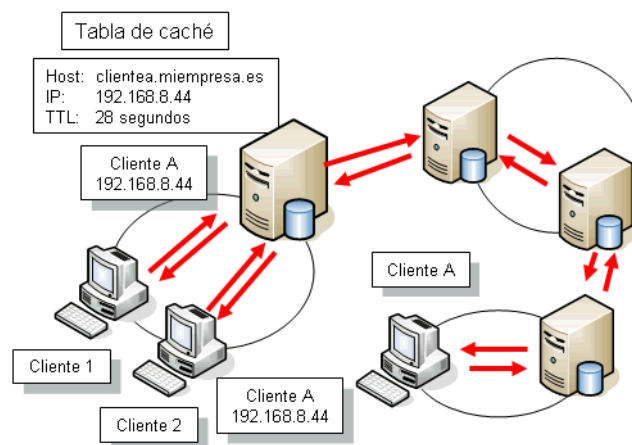 Tabla de caché
Host: clientea.miempresa.es
IP: 192.168.8.44
TTL: 28 segundos
Cliente A
192.168.8.44
Cliente A
Cliente 1
Cliente 2
Cliente A
192.168.8.44